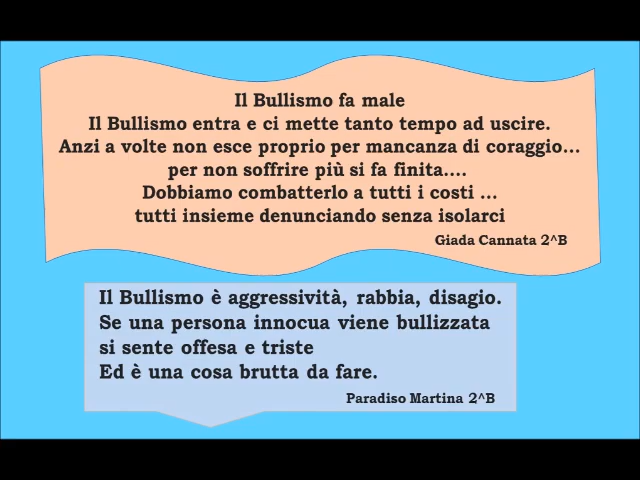 Il Bullismo fa male
Il Bullismo entra e ci mette tanto tempo ad uscire.
Anzi a volte non esce proprio per mancanza di coraggio...
per non soffrire più si fa finita....
Dobbiamo combatterlo a tutti i costi ...
tutti insieme denunciando senza isolarci
Giada Cannata 2^B
Il Bullismo è aggressività, rabbia, disagio.
Se una persona innocua viene bullizzata
si sente offesa e triste
Ed è una cosa brutta da fare.
Paradiso Martina 2^B